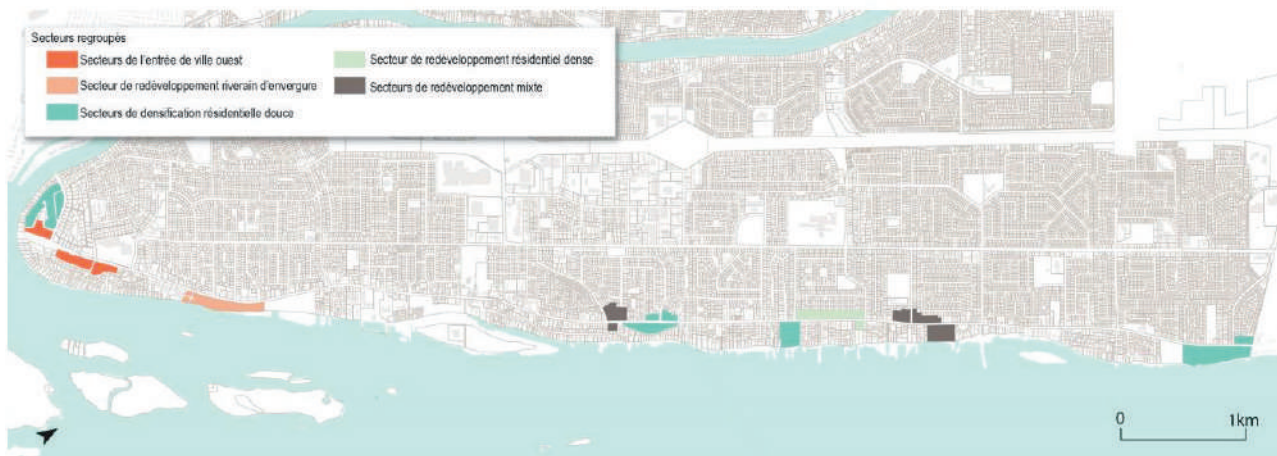 Secteurs regroupés
Secteurs de l'entrée de ville ouest
Secteur de redéveloppement riverain d'envergure
Secteurs de densification résidentielle douce
Secteur de redéveloppement résidentiel dense
Secteurs de redéveloppement mixte
0 1km